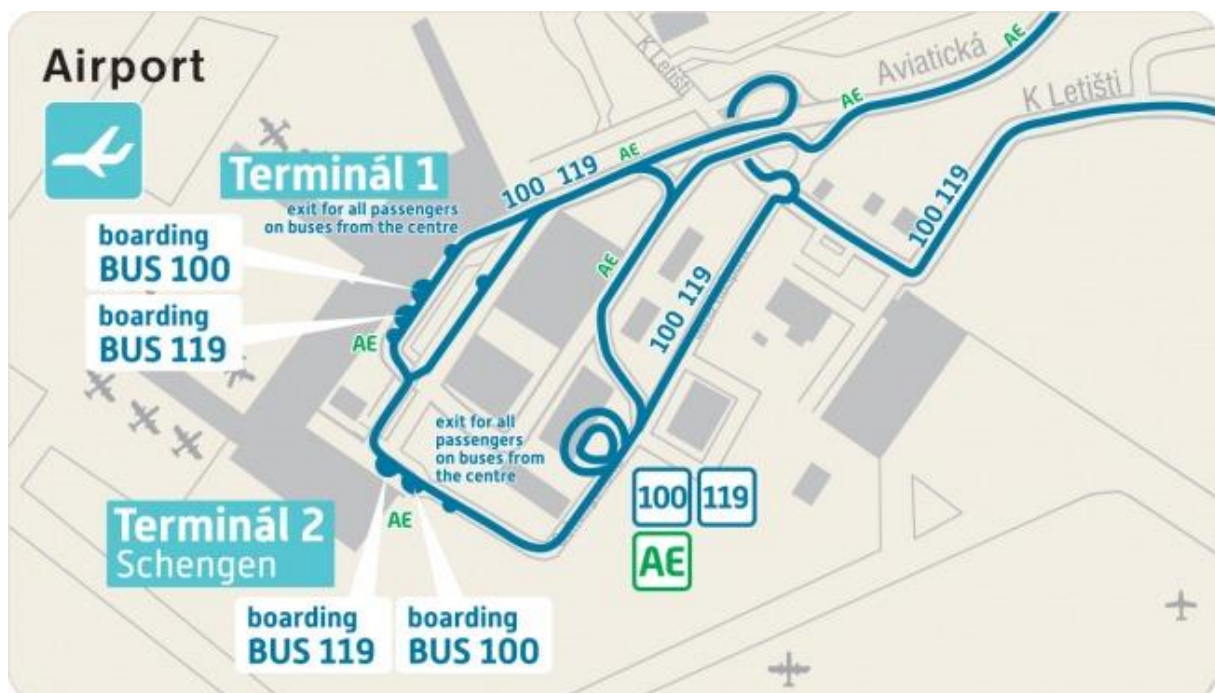 Airport
Terminál 1
exit for all passengers
on buses from the centre
boarding
BUS 100
boarding
BUS 119
AE
100 119
AE
K Letišti
Aviatická
AE
AE
K Letišti
100 119
AE
100 119
exit for all
passengers
on buses from
the centre
Terminál 2
Schengen
AE
boarding
BUS 119
boarding
BUS 100
100
119
AE